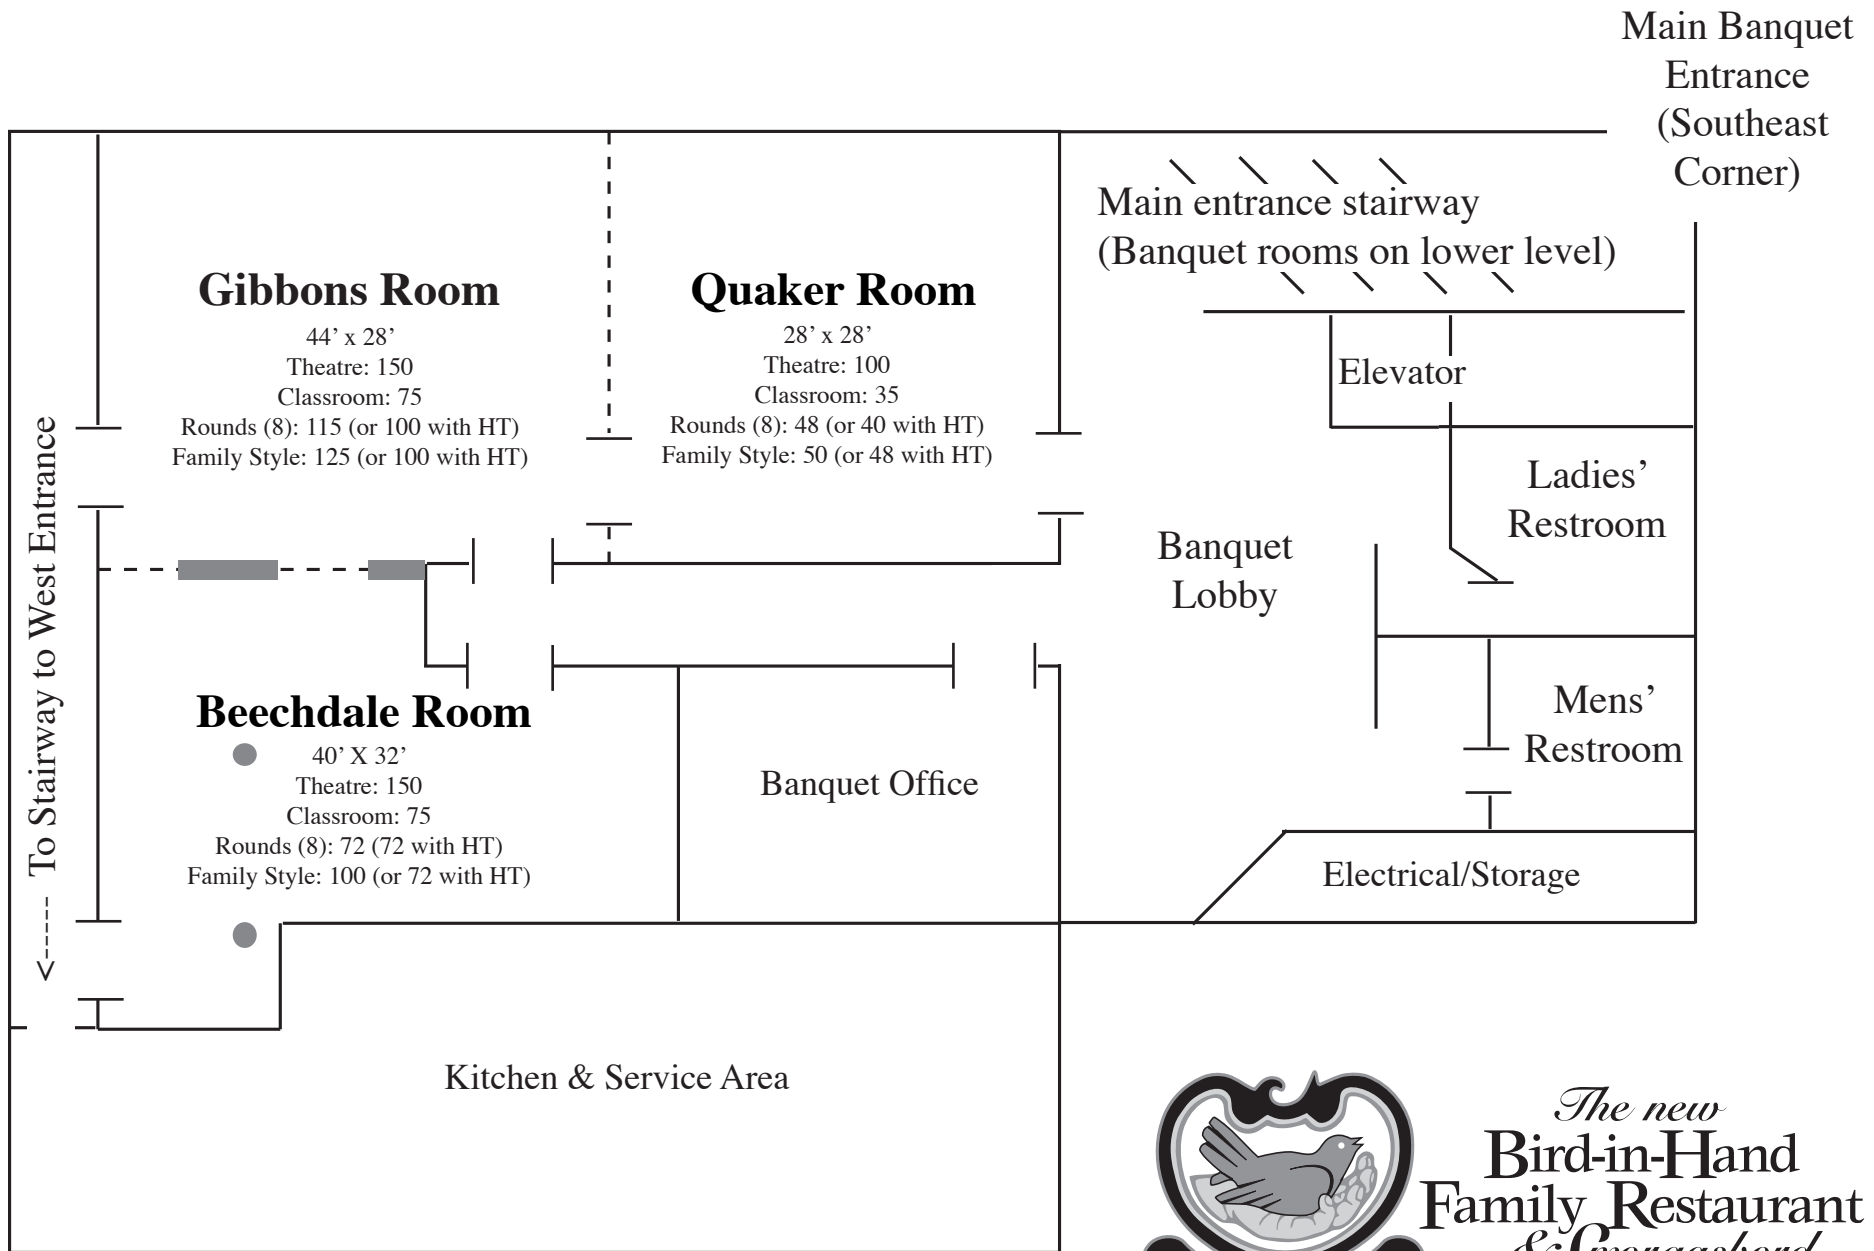 Main Banquet
Entrance
(Southeast
Corner)
Main entrance stairway
(Banquet rooms on lower level)
Gibbons Room
44’ x 28’
Theatre: 150
Classroom: 75
Rounds (8): 115 (or 100 with HT)
Family Style: 125 (or 100 with HT)
Quaker Room
28’ x 28’
Theatre: 100
Classroom: 35
Rounds (8): 48 (or 40 with HT)
Family Style: 50 (or 48 with HT)
Elevator
Ladies’
Restroom
Banquet
Lobby
<----- To Stairway to West Entrance
Beechdale Room
40’ X 32’
Theatre: 150
Classroom: 75
Rounds (8): 72 (72 with HT)
Family Style: 100 (or 72 with HT)
Banquet Office
Mens’
Restroom
Electrical/Storage
Kitchen & Service Area
The new
Bird-in-Hand
Family Restaurant
& Smorgasbord